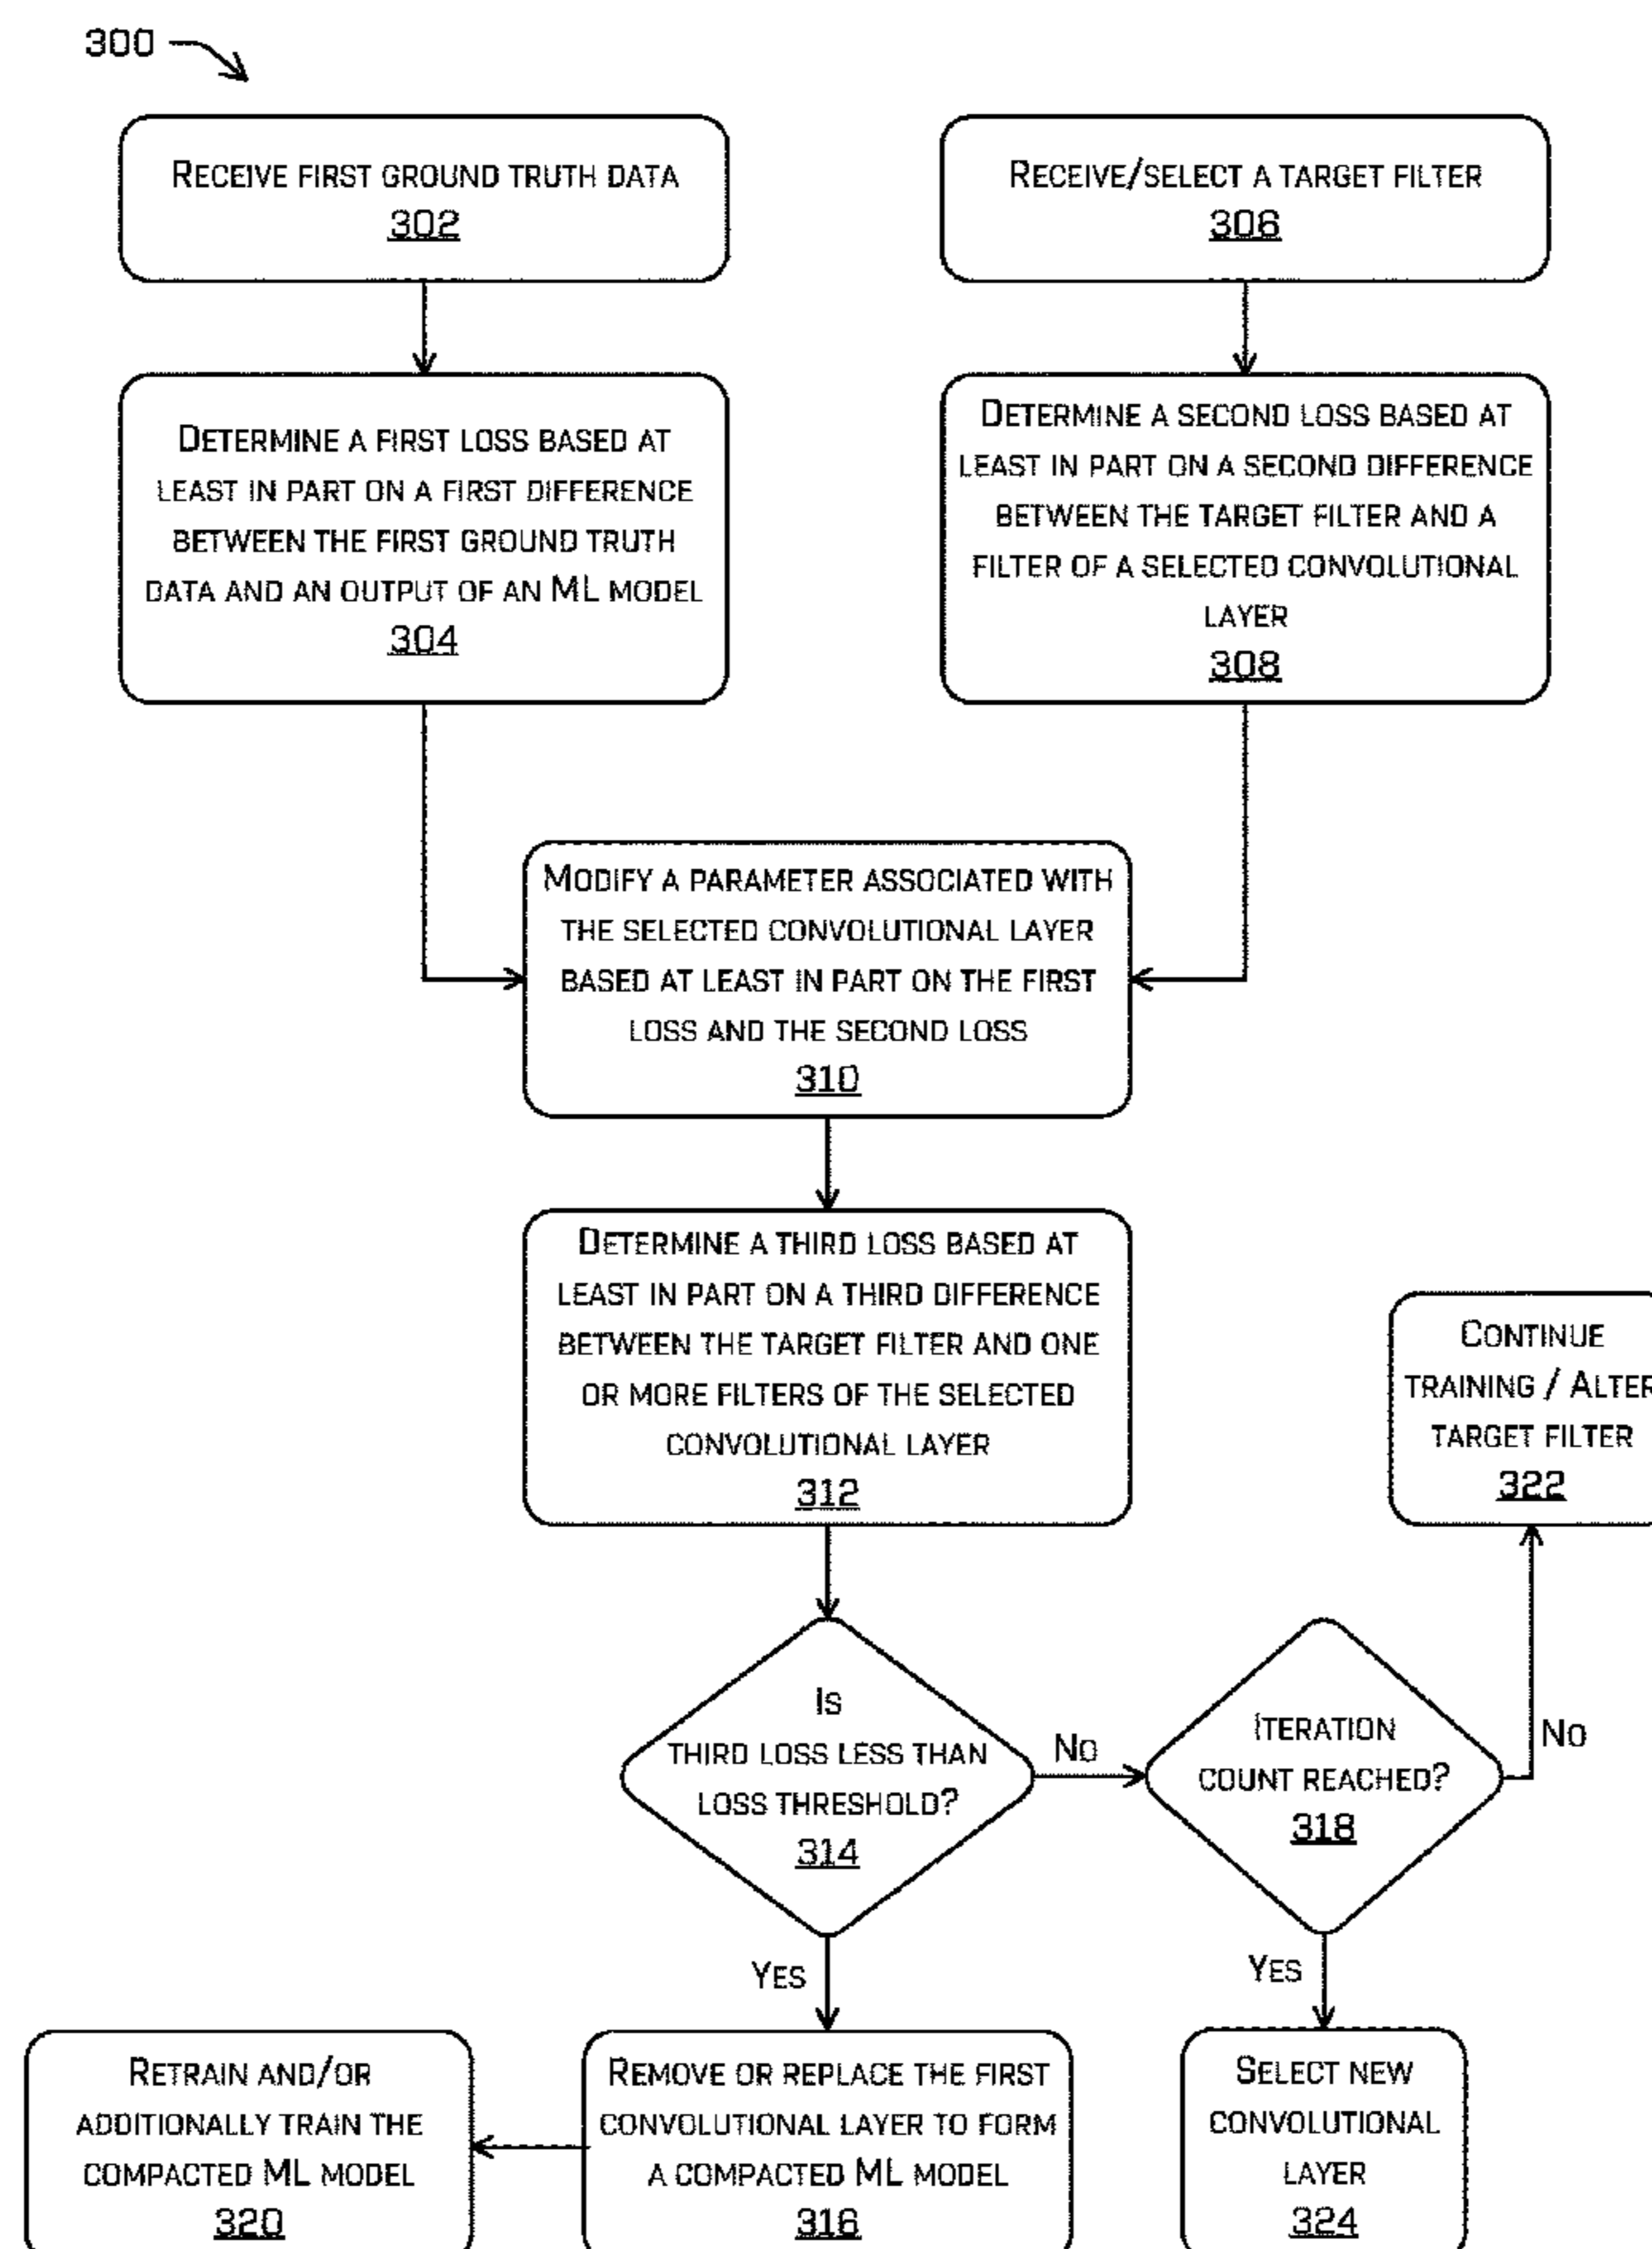 300
RECEIVE FIRST GROUND TRUTH DATA
302
RECEIVE/SELECT A TARGET FILTER
306
DETERMINE A FIRST LOSS BASED AT
LEAST IN PART ON A FIRST DIFFERENCE
BETWEEN THE FIRST GROUND TRUTH
DATA AND AN OUTPUT OF AN ML MODEL
304
DETERMINE A SECOND LOSS BASED AT
LEAST IN PART ON A SECOND DIFFERENCE
BETWEEN THE TARGET FILTER AND A
FILTER OF A SELECTED CONVOLUTIONAL
LAYER
308
MODIFY A PARAMETER ASSOCIATED WITH
THE SELECTED CONVOLUTIONAL LAYER
BASED AT LEAST IN PART ON THE FIRST
LOSS AND THE SECOND LOSS
310
DETERMINE A THIRD LOSS BASED AT
LEAST IN PART ON A THIRD DIFFERENCE
BETWEEN THE TARGET FILTER AND ONE
OR MORE FILTERS OF THE SELECTED
CONVOLUTIONAL LAYER
312
CONTINUE
TRAINING / ALTER
TARGET FILTER
322
IS
THIRD LOSS LESS THAN
LOSS THRESHOLD?
314
NO
ITERATION
COUNT REACHED?
318
NO
YES
YES
RETRAIN AND/OR
ADDITIONALLY TRAIN THE
COMPACTED ML MODEL
320
REMOVE OR REPLACE THE FIRST
CONVOLUTIONAL LAYER TO FORM
A COMPACTED ML MODEL
316
SELECT NEW
CONVOLUTIONAL
LAYER
324